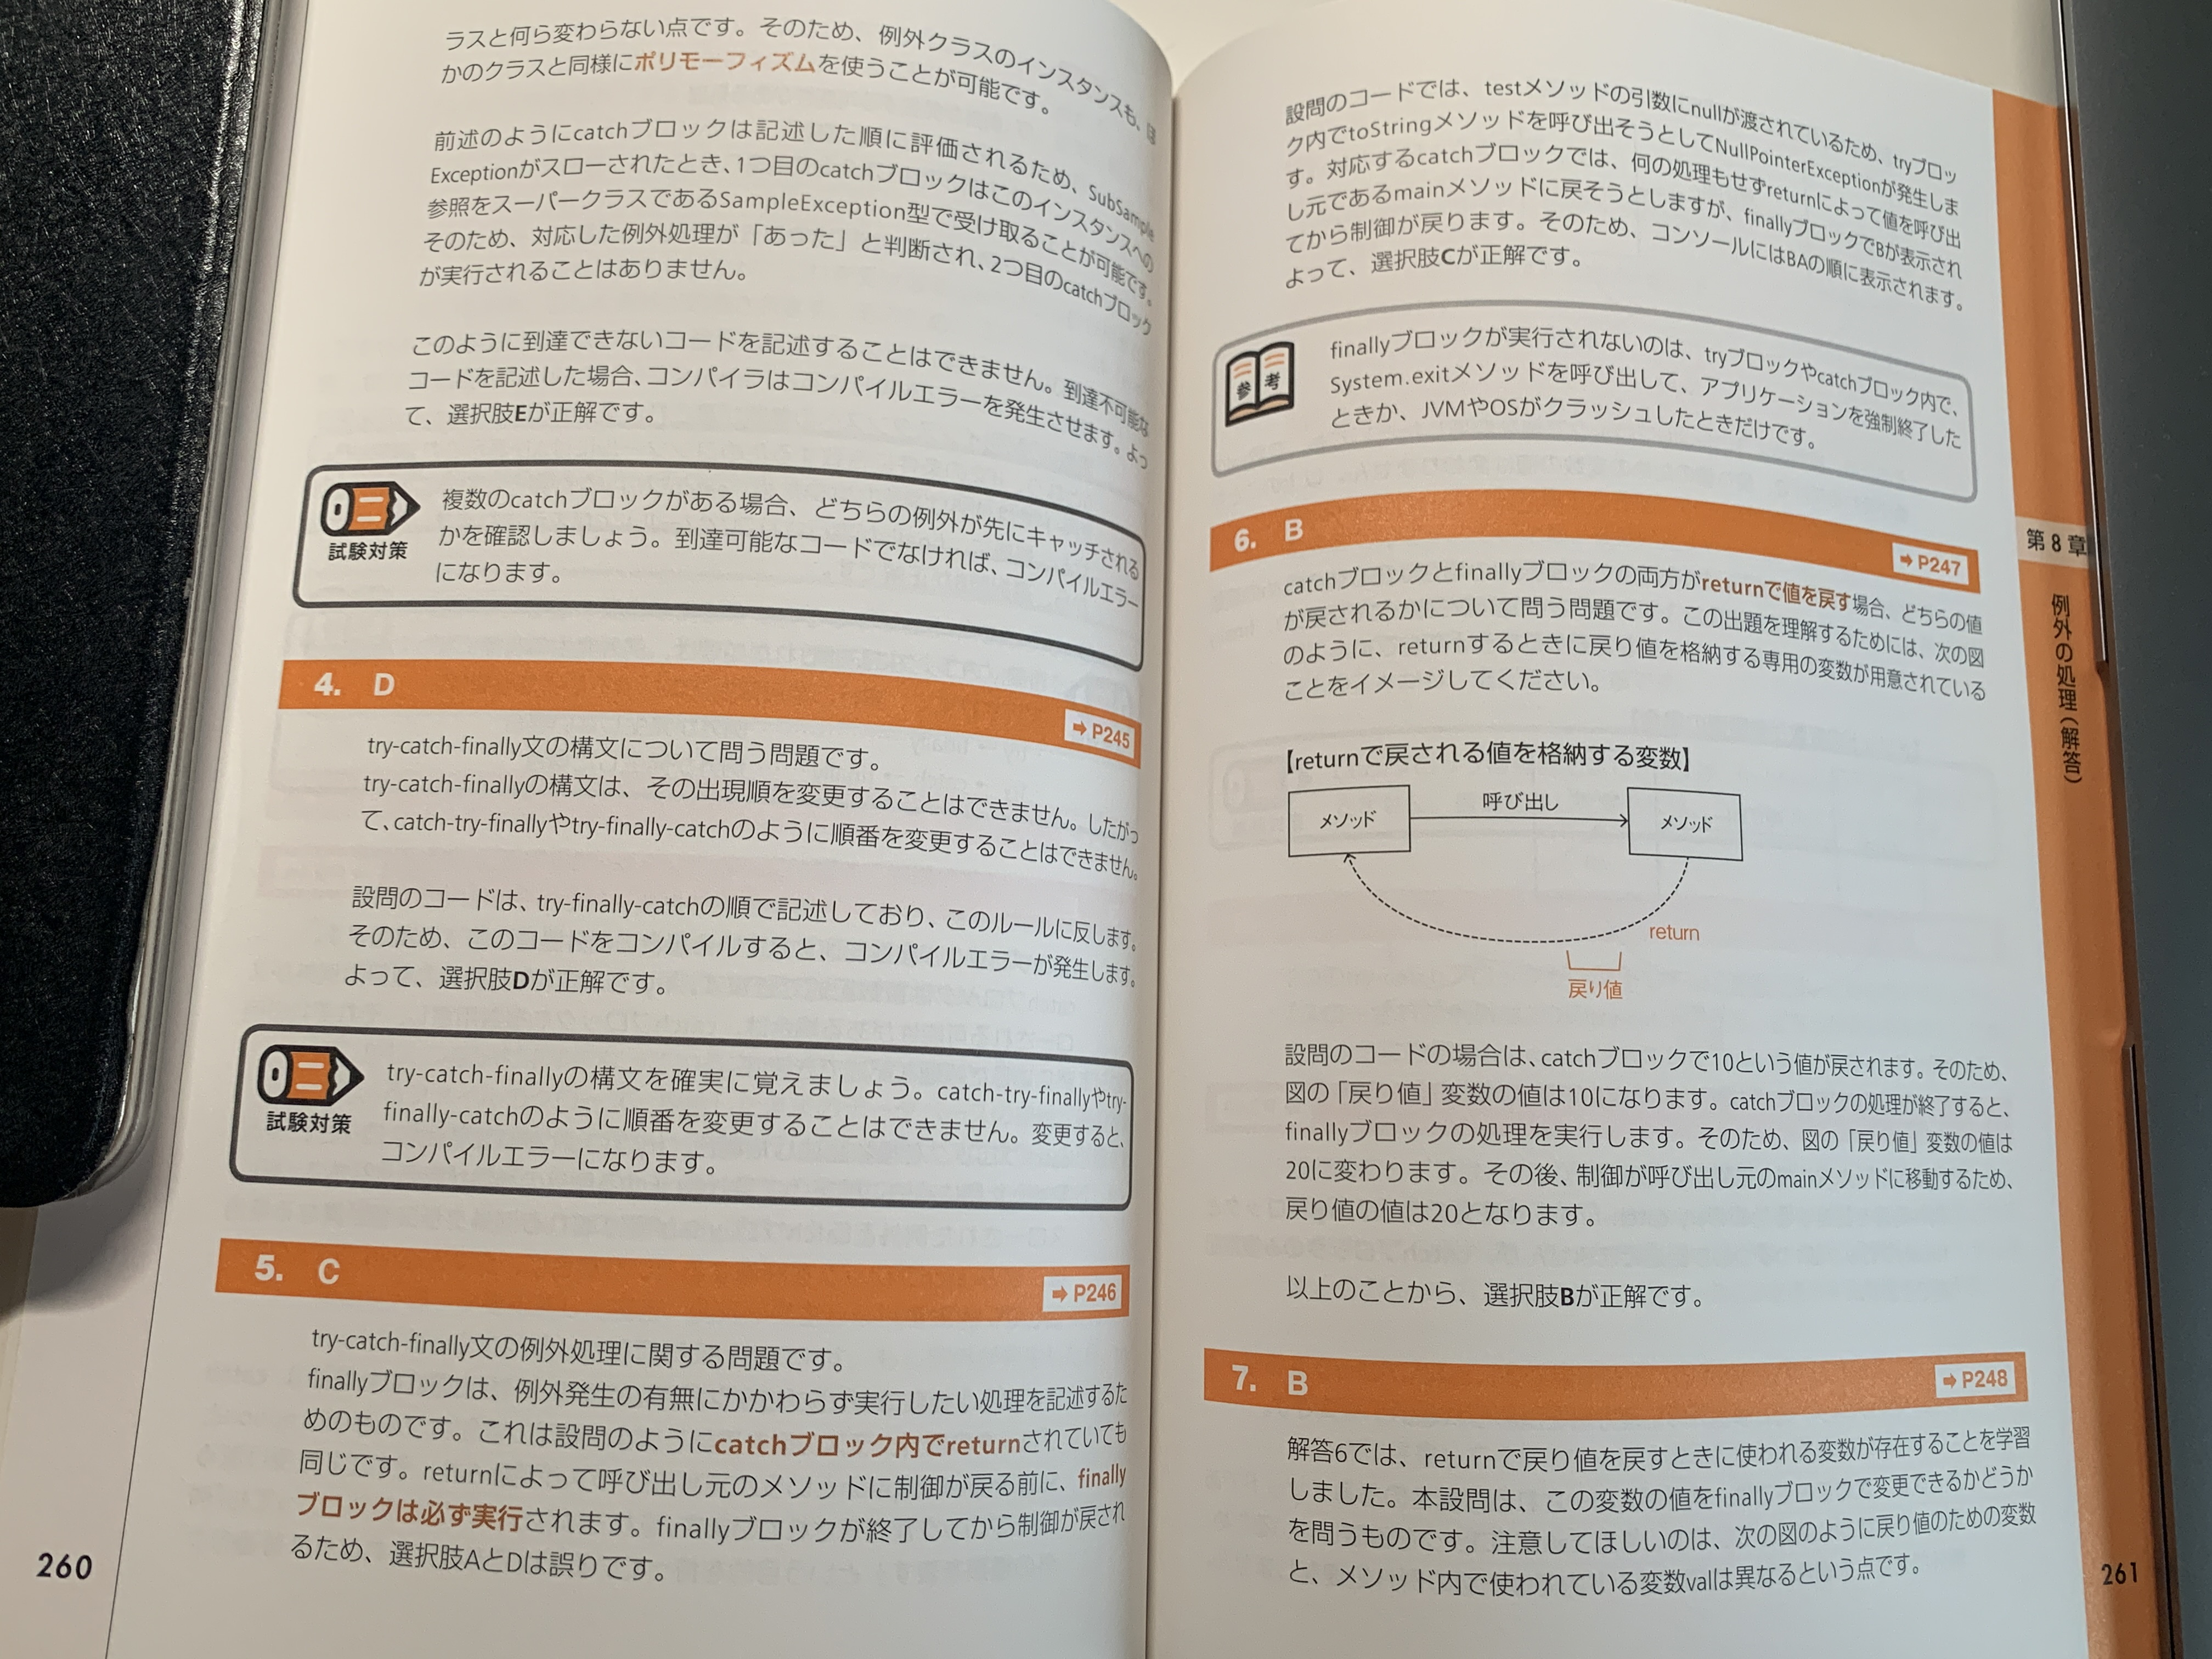 ラスと何ら変わらない点です。そのため、例外クラスのインスタンスも、ほ
かのクラスと同様にポリモーフィズムを使うことが可能です。
前述のようにcatchブロックは記述した順に評価されるため、SubSample
Exceptionがスローされたとき、1つ目のcatchブロックはこのインスタンスへの
参照をスーパークラスであるSampleException型で受け取ることが可能です。
そのため、対応した例外処理が「あった」と判断され、2つ目のcatchブロック
が実行されることはありません。
このように到達できないコードを記述することはできません。到達不可能な
コードを記述した場合、コンパイラはコンパイルエラーを発生させます。よっ
て、選択肢Eが正解です。
試験対策
複数のcatchブロックがある場合、どちらの例外が先にキャッチされる
かを確認しましょう。到達可能なコードでなければ、コンパイルエラー
になります。
4. D
➡ P245
try-catch-finally文の構文について問う問題です。
try-catch-finallyの構文は、その出現順を変更することはできません。したがっ
て、catch-try-finallyやtry-finally-catchのように順番を変更することはできません。
設問のコードは、try-finally-catchの順で記述しており、このルールに反します。
そのため、このコードをコンパイルすると、コンパイルエラーが発生します。
よって、選択肢Dが正解です。
試験対策
try-catch-finallyの構文を確実に覚えましょう。catch-try-finallyやtry-
finally-catchのように順番を変更することはできません。変更すると、
コンパイルエラーになります。
5. C
➡ P246
try-catch-finally文の例外処理に関する問題です。
finallyブロックは、例外発生の有無にかかわらず実行したい処理を記述するた
めのものです。これは設問のようにcatchブロック内でreturnされていても
同じです。returnによって呼び出し元のメソッドに制御が戻る前に、finally
ブロックは必ず実行されます。finallyブロックが終了してから制御が戻され
るため、選択肢AとDは誤りです。
260
設問のコードでは、testメソッドの引数にnullが渡されているため、tryブロッ
ク内でtoStringメソッドを呼び出そうとしてNullPointerExceptionが発生しま
す。対応するcatchブロックでは、何の処理もせずreturnによって値を呼び出
し元であるmainメソッドに戻そうとしますが、finallyブロックでBが表示され
てから制御が戻ります。そのため、コンソールにはBAの順に表示されます。
よって、選択肢Cが正解です。
参考
finallyブロックが実行されないのは、tryブロックやcatchブロック内で、
System.exitメソッドを呼び出して、アプリケーションを強制終了した
ときか、JVMやOSがクラッシュしたときだけです。
6. B
➡ P247
catchブロックとfinallyブロックの両方がreturnで値を戻す場合、どちらの値
が戻されるかについて問う問題です。この出題を理解するためには、次の図
のように、returnするときに戻り値を格納する専用の変数が用意されている
ことをイメージしてください。
【returnで戻される値を格納する変数】
メソッド
呼び出し
メソッド
return
戻り値
設問のコードの場合は、catchブロックで10という値が戻されます。そのため、
図の「戻り値」変数の値は10になります。catchブロックの処理が終了すると、
finallyブロックの処理を実行します。そのため、図の「戻り値」変数の値は
20に変わります。その後、制御が呼び出し元のmainメソッドに移動するため、
戻り値の値は20となります。
以上のことから、選択肢Bが正解です。
7. B
➡ P248
解答6では、returnで戻り値を戻すときに使われる変数が存在することを学習
しました。本設問は、この変数の値をfinallyブロックで変更できるかどうか
を問うものです。注意してほしいのは、次の図のように戻り値のための変数
と、メソッド内で使われている変数valは異なるという点です。
第8章
例外の処理(解答)
261